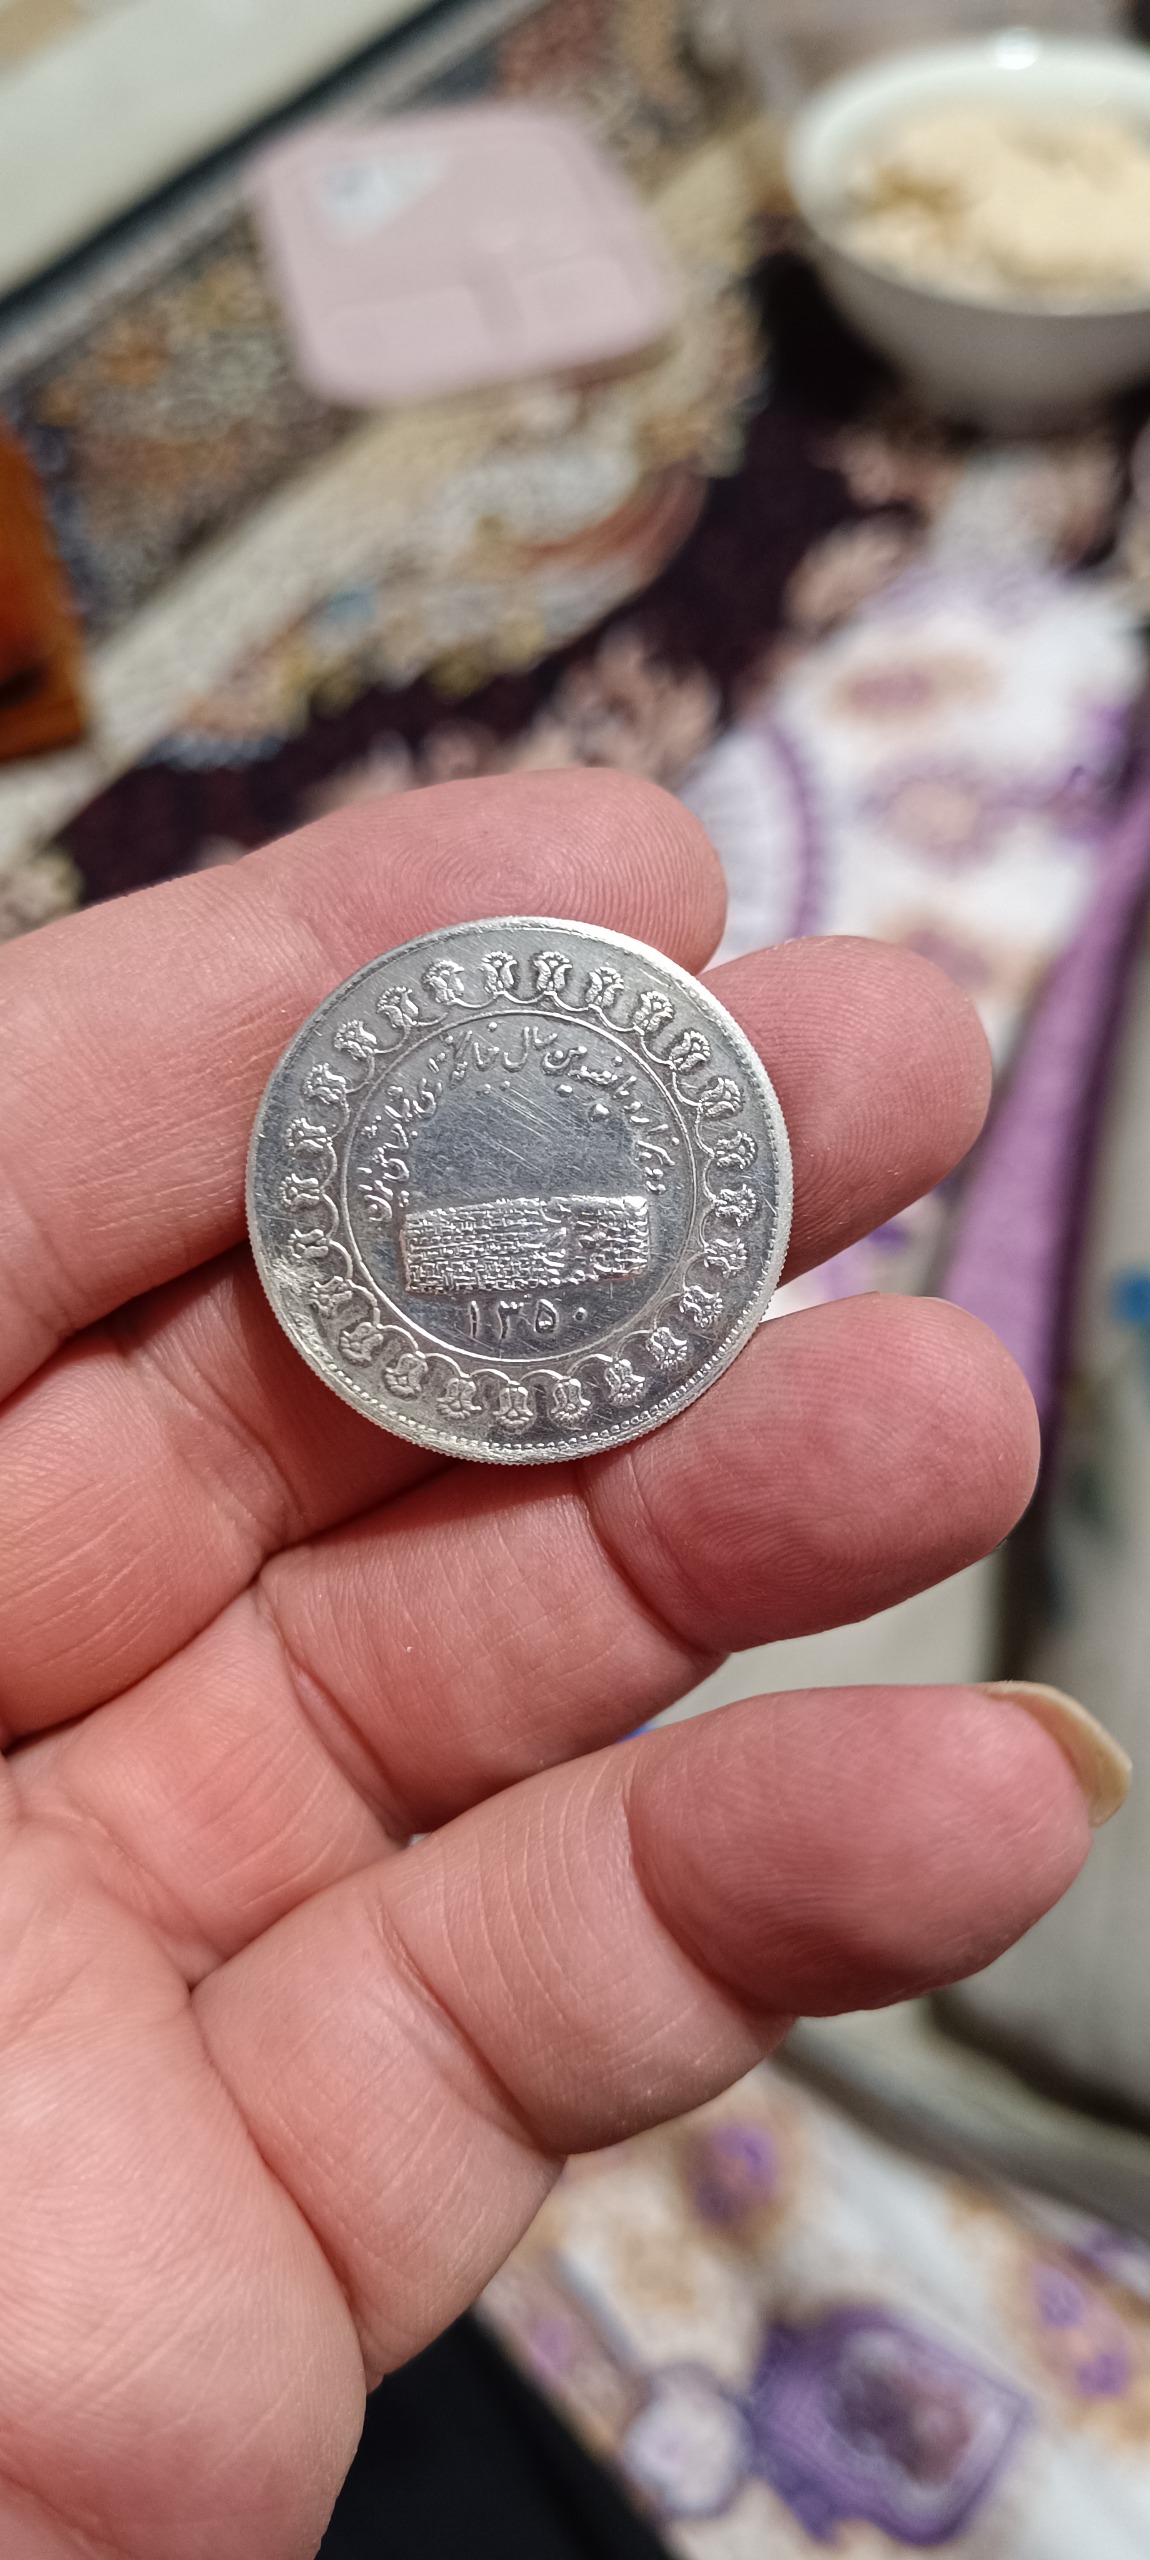 دو هزار و پانصدمین سال بنیانگذاری شاهنشاهی ایران
۱۳۵۰